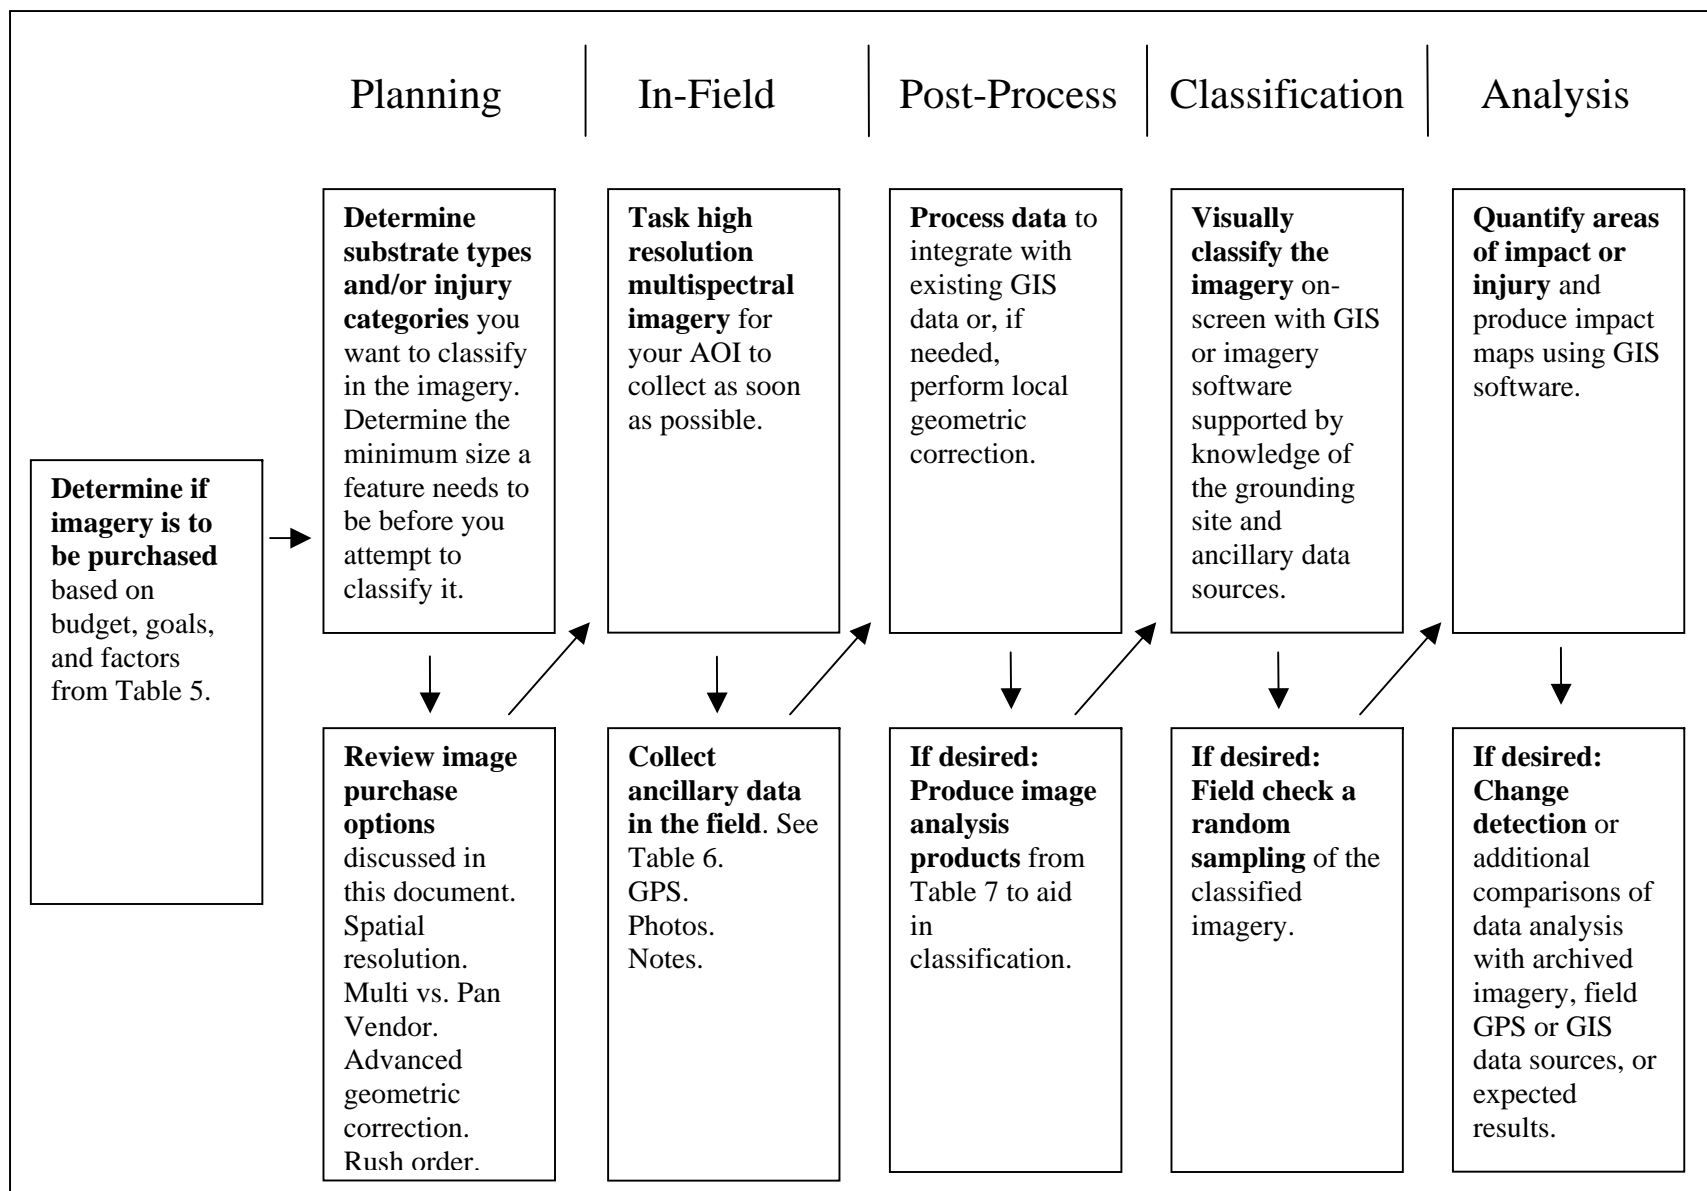 Planning
In-Field
Post-Process
Classification
Analysis
Determine if
imagery is to
be purchased
based on
budget, goals,
and factors
from Table 5.
Determine
substrate types
and/or injury
categories you
want to classify
in the imagery.
Determine the
minimum size a
feature needs to
be before you
attempt to
classify it.
Review image
purchase
options
discussed in
this document.
Spatial
resolution.
Multi vs. Pan
Vendor.
Advanced
geometric
correction.
Rush order.
Task high
resolution
multispectral
imagery for
your AOI to
collect as soon
as possible.
Collect
ancillary data
in the field. See
Table 6.
GPS.
Photos.
Notes.
Process data to
integrate with
existing GIS
data or, if
needed,
perform local
geometric
correction.
If desired:
Produce image
analysis
products from
Table 7 to aid
in
classification.
Visually
classify the
imagery on-
screen with GIS
or imagery
software
supported by
knowledge of
the grounding
site and
ancillary data
sources.
If desired:
Field check a
random
sampling of the
classified
imagery.
Quantify areas
of impact or
injury and
produce impact
maps using GIS
software.
If desired:
Change
detection or
additional
comparisons of
data analysis
with archived
imagery, field
GPS or GIS
data sources, or
expected
results.